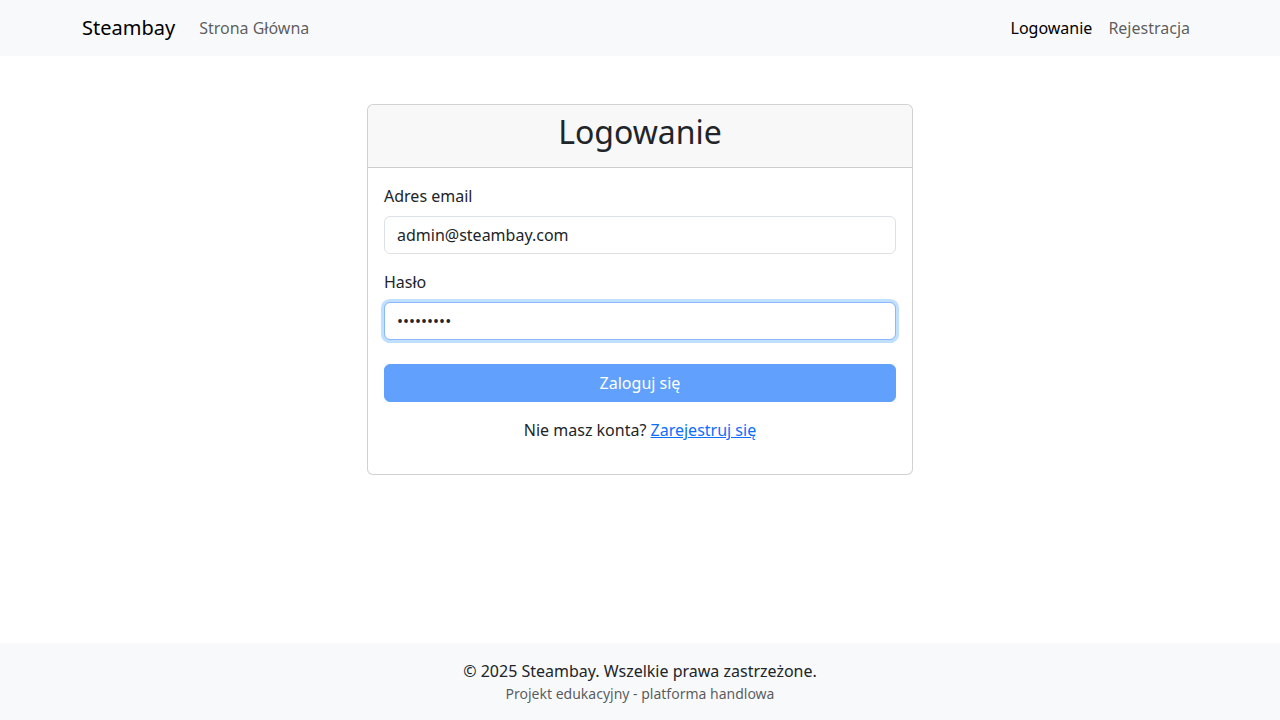 Steambay Strona Główna Logowanie Rejestracja
Logowanie
Adres email
admin@steambay.com
Hasło
•••••••••
Zaloguj się
Nie masz konta? Zarejestruj się
© 2025 Steambay. Wszelkie prawa zastrzeżone.
Projekt edukacyjny - platforma handlowa